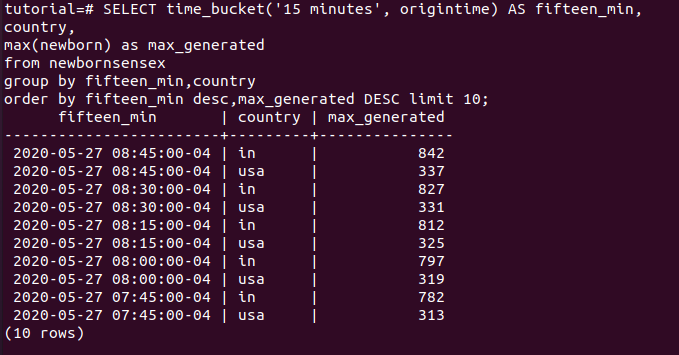 tutorial=# SELECT time_bucket('15 minutes', origintime) AS fifteen_min,
country,
max(newborn) as max_generated
from newbornsensex
group by fifteen_min,country
order by fifteen_min desc,max_generated DESC limit 10;
      fifteen_min       | country | max_generated
------------------------+---------+---------------
 2020-05-27 08:45:00-04 | in      |           842
 2020-05-27 08:45:00-04 | usa     |           337
 2020-05-27 08:30:00-04 | in      |           827
 2020-05-27 08:30:00-04 | usa     |           331
 2020-05-27 08:15:00-04 | in      |           812
 2020-05-27 08:15:00-04 | usa     |           325
 2020-05-27 08:00:00-04 | in      |           797
 2020-05-27 08:00:00-04 | usa     |           319
 2020-05-27 07:45:00-04 | in      |           782
 2020-05-27 07:45:00-04 | usa     |           313
(10 rows)